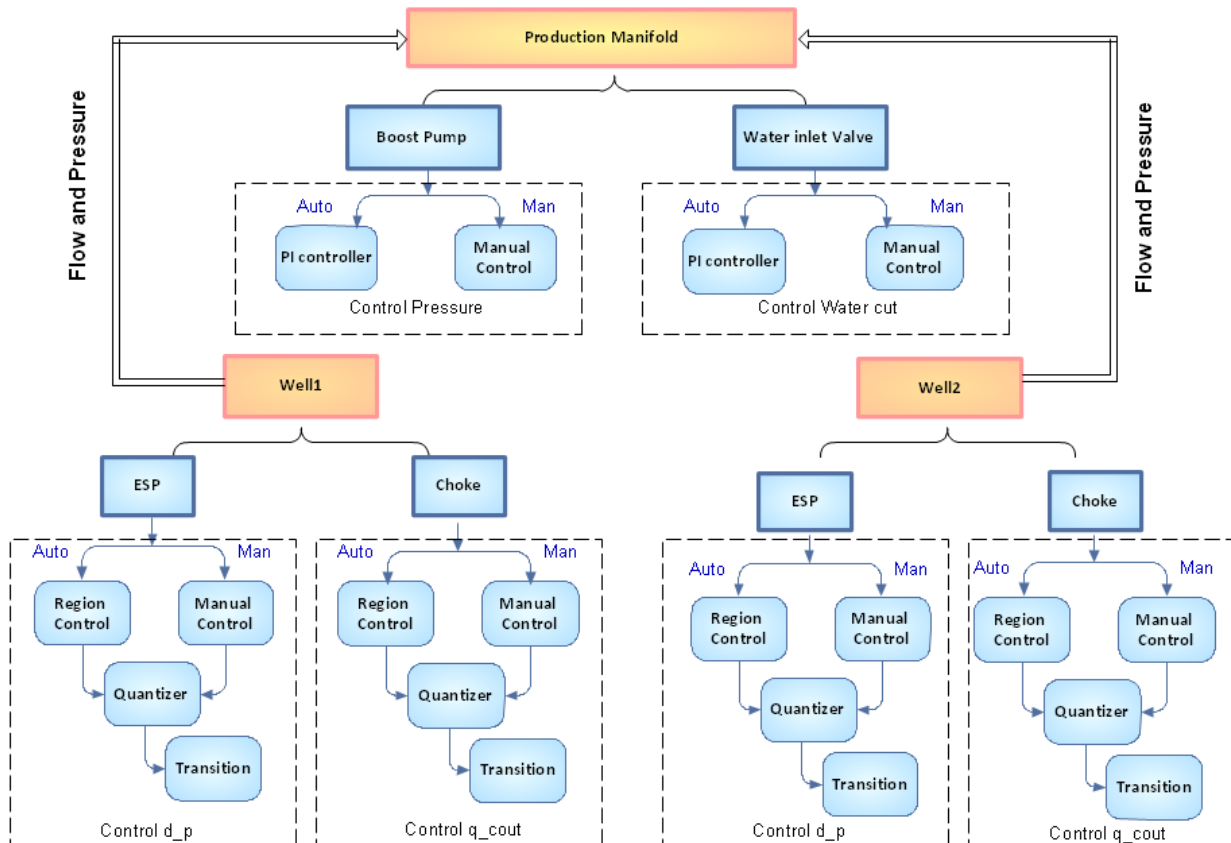 Production Manifold
Flow and Pressure
Flow and Pressure
Boost Pump
Water inlet Valve
Auto
Man
Auto
Man
PI controller
Manual
Control
PI controller
Manual
Control
Control Pressure
Control Water cut
Well1
Well2
ESP
Choke
ESP
Choke
Auto
Man
Auto
Man
Auto
Man
Auto
Man
Region
Control
Manual
Control
Region
Control
Manual
Control
Region
Control
Manual
Control
Region
Control
Manual
Control
Quantizer
Quantizer
Quantizer
Quantizer
Transition
Transition
Transition
Transition
Control d_p
Control q_cout
Control d_p
Control q_cout